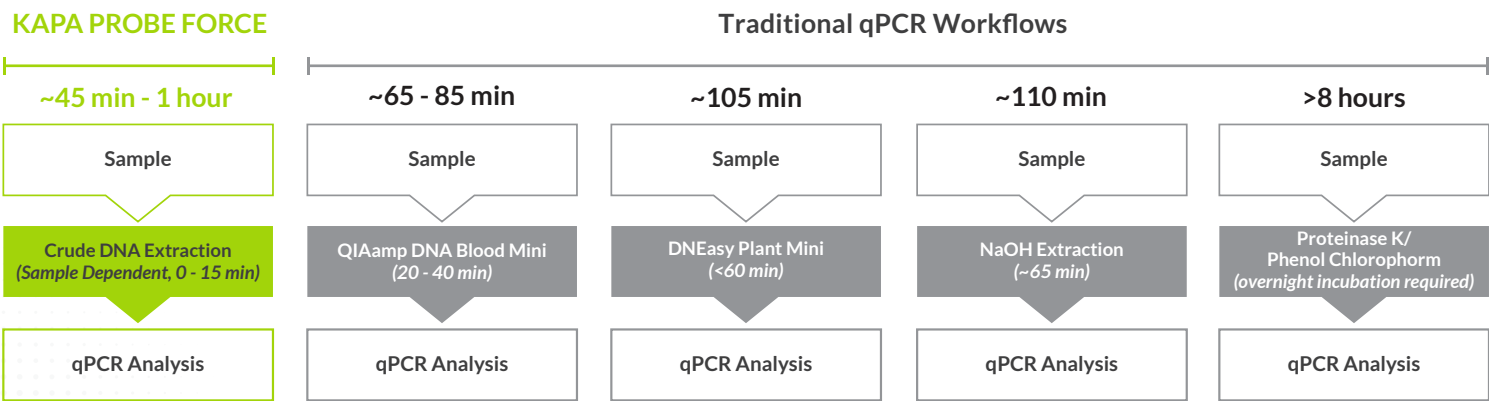 KAPA PROBE FORCE
Traditional qPCR Workflows
~45 min - 1 hour
~65 - 85 min
~105 min
~110 min
>8 hours
Sample
Sample
Sample
Sample
Sample
Crude DNA Extraction
(Sample Dependent, 0 - 15 min)
QIAamp DNA Blood Mini
(20 - 40 min)
DNEasy Plant Mini
(<60 min)
NaOH Extraction
(~65 min)
Proteinase K/
Phenol Chlorophorm
(overnight incubation required)
qPCR Analysis
qPCR Analysis
qPCR Analysis
qPCR Analysis
qPCR Analysis